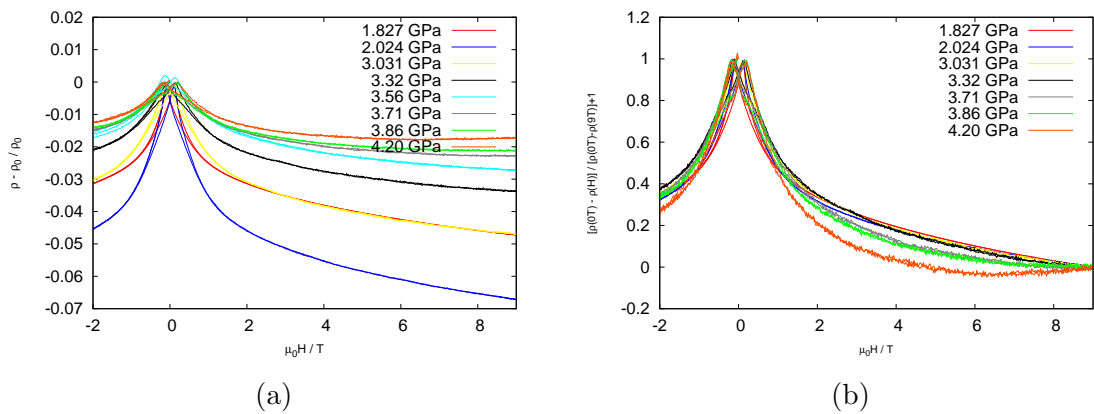 0.02
0.01
0
-0.01
-0.02
-0.03
-0.04
-0.05
-0.06
-0.07
ρ - ρ₀ / ρ₀
-2 0 2 4 6 8
μ₀H / T
1.827 GPa
2.024 GPa
3.031 GPa
3.32 GPa
3.56 GPa
3.71 GPa
3.86 GPa
4.20 GPa
(a)
1.2
1
0.8
0.6
0.4
0.2
0
-0.2
[ρ(0T) - ρ(H)] / [ρ(0T)-ρ(9T)]+1
-2 0 2 4 6 8
μ₀H / T
1.827 GPa
2.024 GPa
3.031 GPa
3.32 GPa
3.71 GPa
3.86 GPa
4.20 GPa
(b)